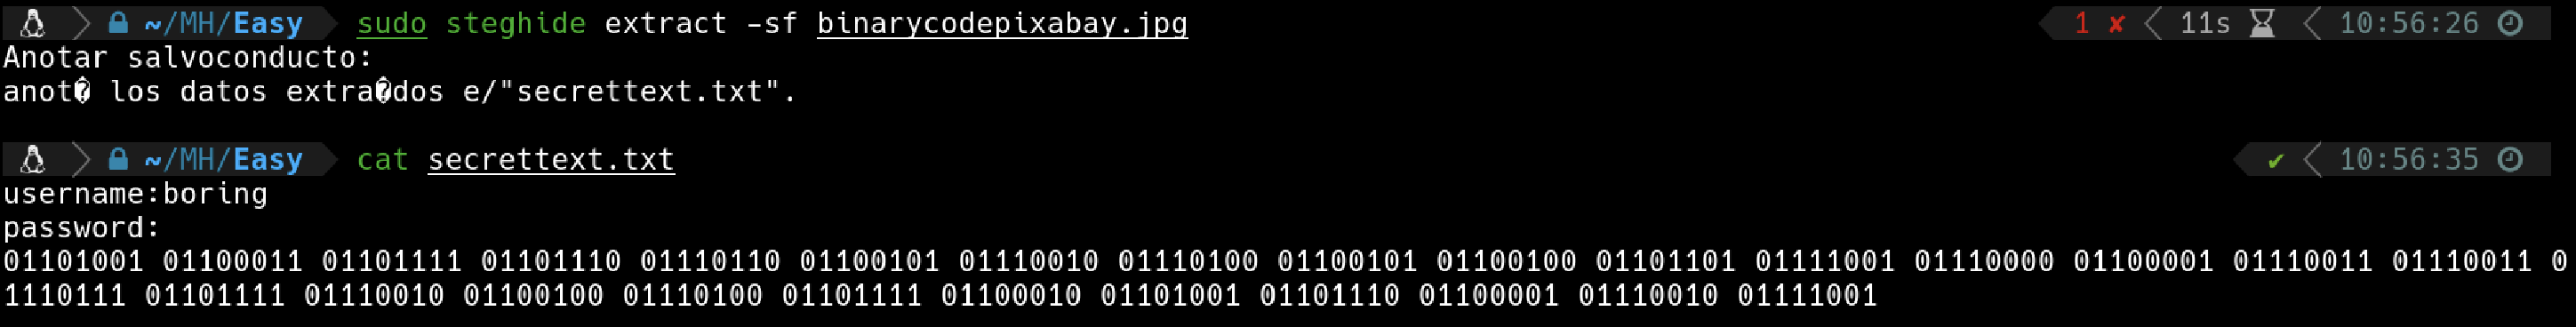 ~/MH/Easy sudo steghide extract -sf binarycodepixabay.jpg 1 ✘ 11s 10:56:26
Anotar salvoconducto:
anot� los datos extra�dos e/"secrettext.txt".
~/MH/Easy cat secrettext.txt ✔ 10:56:35
username:boring
password:
01101001 01100011 01101111 01101110 01110110 01100101 01110010 01110100 01100101 01100100 01101101 01111001 01110000 01100001 01110011 01110011 0
1110111 01101111 01110010 01100100 01110100 01101111 01100010 01101001 01101110 01100001 01110010 01111001